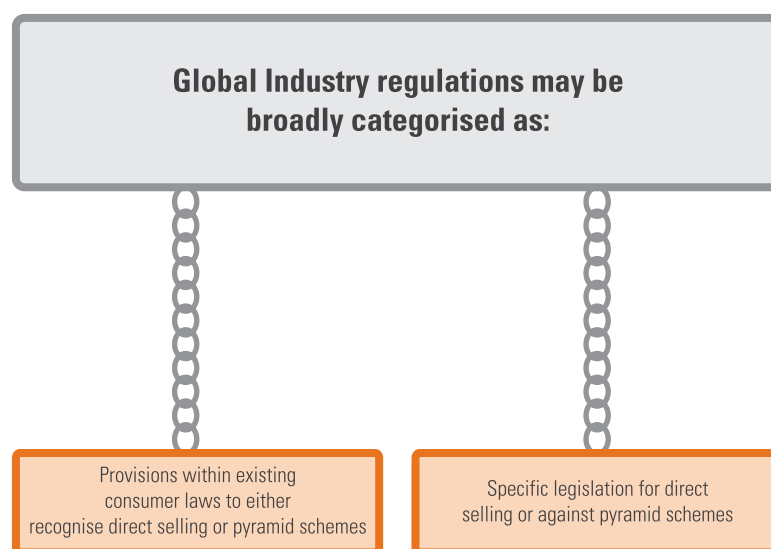 Global Industry regulations may be
broadly categorised as:
Provisions within existing
consumer laws to either
recognise direct selling or pyramid schemes
Specific legislation for direct
selling or against pyramid schemes